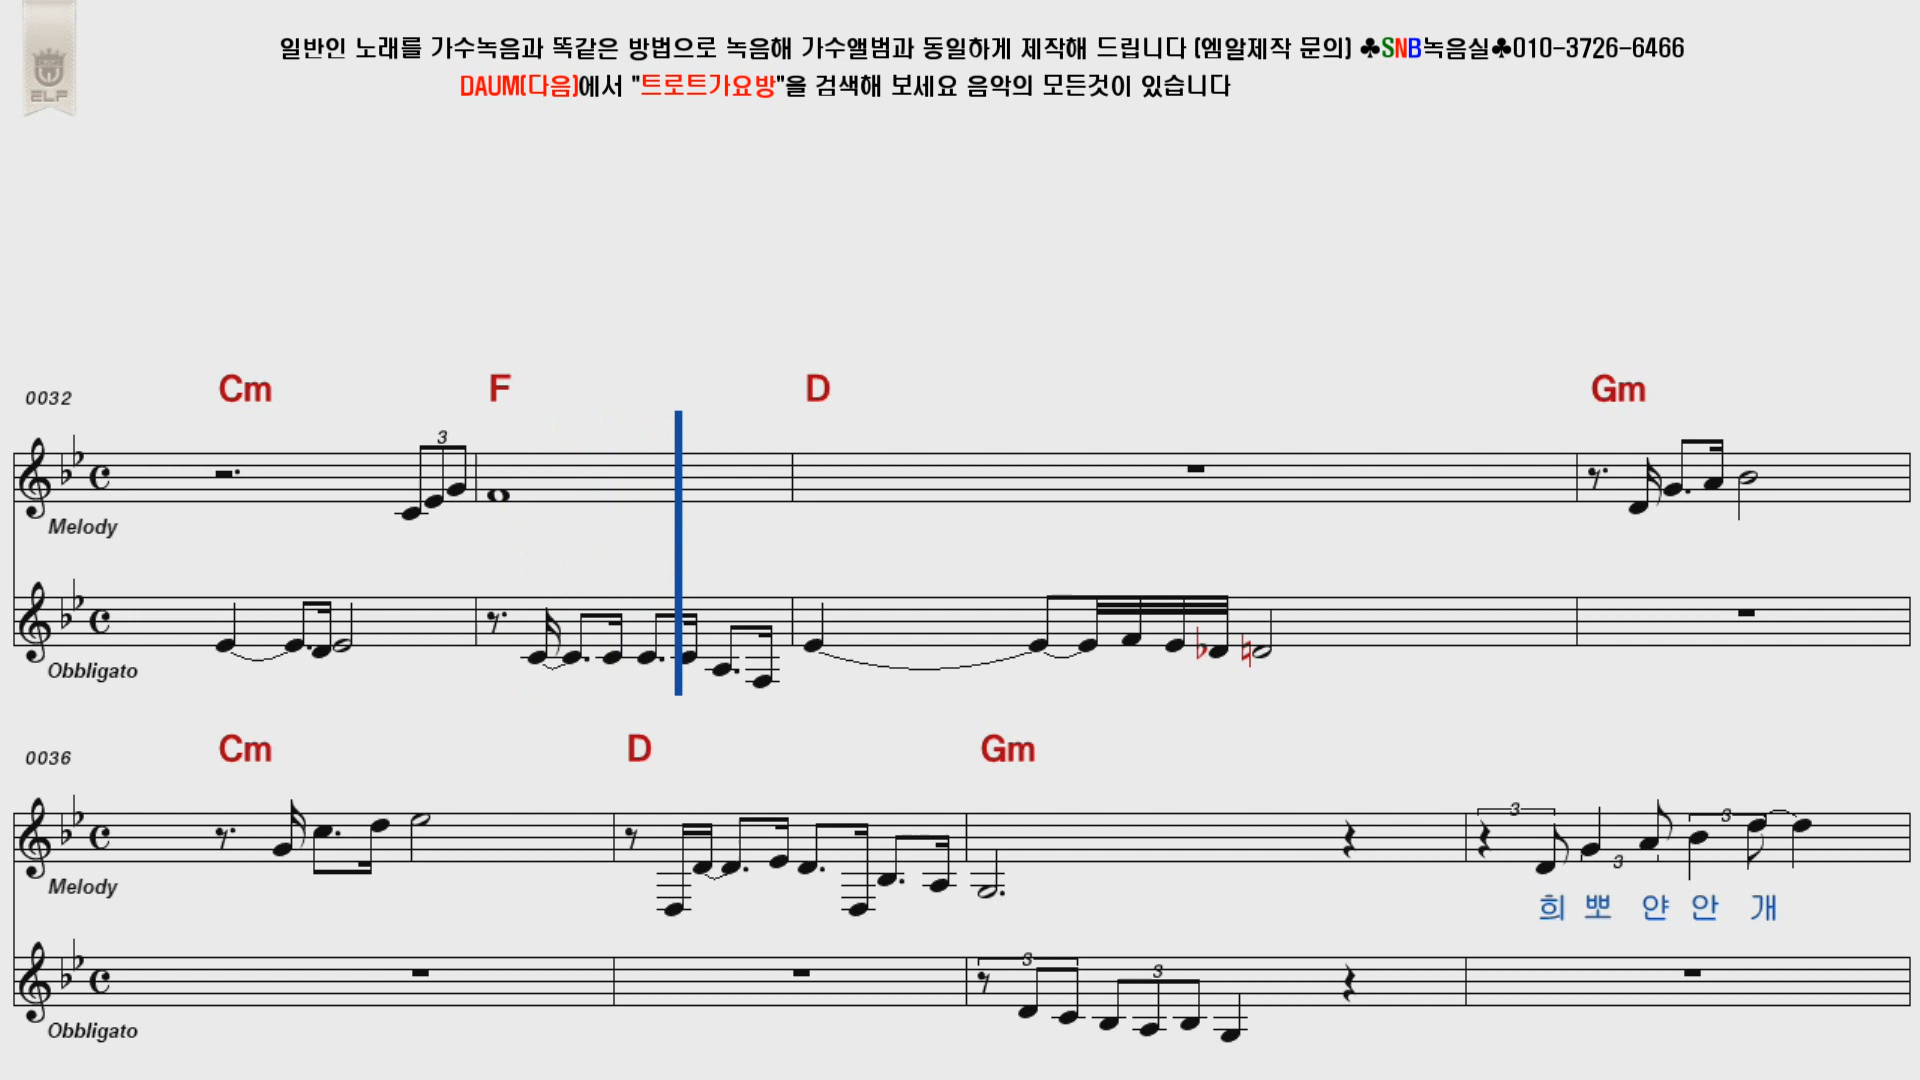 일반인 노래를 가수녹음과 똑같은 방법으로 녹음해 가수앨범과 동일하게 제작해 드립니다 (엠알제작 문의) ♣SNB녹음실♣010-3726-6466
ELF
DAUM(다음)에서 "트로트가요방"을 검색해 보세요 음악의 모든것이 있습니다
0032 Cm F D Gm
3
Melody
Obbligato
0036 Cm D Gm
3 3 3
Melody
희 뽀 얀 안 개
3 3
Obbligato